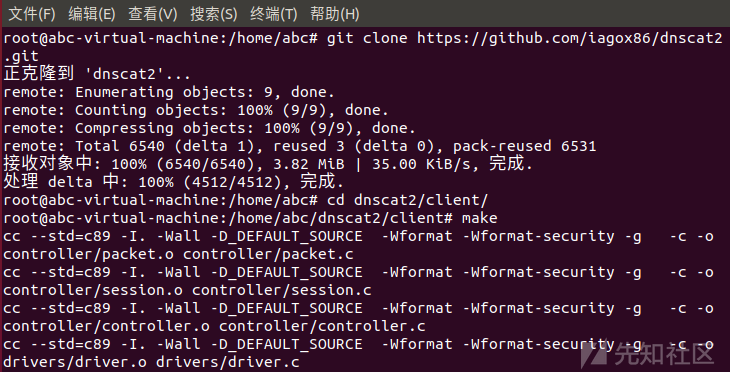 文件(F) 编辑(E) 查看(V) 搜索(S) 终端(T) 帮助(H)
root@abc-virtual-machine:/home/abc# git clone https://github.com/iagox86/dnscat2
.git
正克隆到 'dnscat2'...
remote: Enumerating objects: 9, done.
remote: Counting objects: 100% (9/9), done.
remote: Compressing objects: 100% (9/9), done.
remote: Total 6540 (delta 1), reused 3 (delta 0), pack-reused 6531
接收对象中: 100% (6540/6540), 3.82 MiB | 35.00 KiB/s, 完成.
处理 delta 中: 100% (4512/4512), 完成.
root@abc-virtual-machine:/home/abc# cd dnscat2/client/
root@abc-virtual-machine:/home/abc/dnscat2/client# make
cc --std=c89 -I. -Wall -D_DEFAULT_SOURCE  -Wformat -Wformat-security -g   -c -o
controller/packet.o controller/packet.c
cc --std=c89 -I. -Wall -D_DEFAULT_SOURCE  -Wformat -Wformat-security -g   -c -o
controller/session.o controller/session.c
cc --std=c89 -I. -Wall -D_DEFAULT_SOURCE  -Wformat -Wformat-security -g   -c -o
controller/controller.o controller/controller.c
cc --std=c89 -I. -Wall -D_DEFAULT_SOURCE  -Wformat -Wformat-security -g   -c -o
drivers/driver.o drivers/driver.c
先知社区